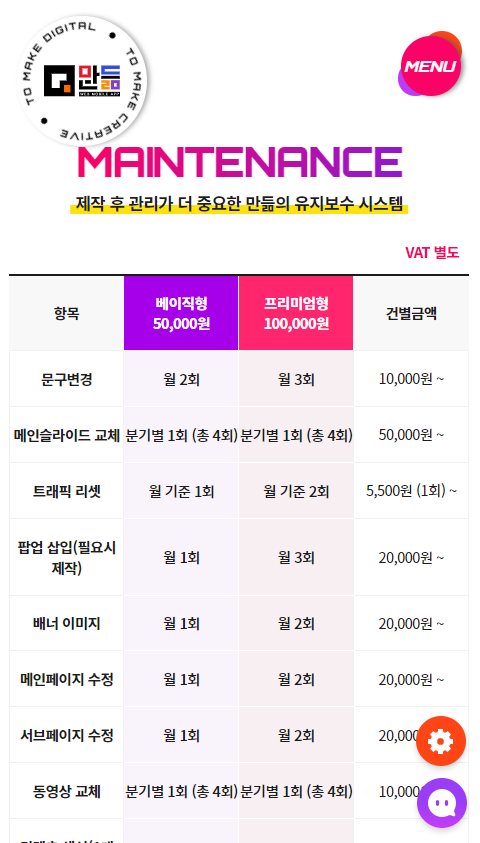 TO MAKE DIGITAL
TO MAKE CREATIVE
만듦
WEB MOBILE APP
MENU
MAINTENANCE
제작 후 관리가 더 중요한 만듦의 유지보수 시스템
VAT 별도
항목 베이직형 50,000원 프리미엄형 100,000원 건별금액
문구변경 월 2회 월 3회 10,000원 ~
메인슬라이드 교체 분기별 1회 (총 4회) 분기별 1회 (총 4회) 50,000원 ~
트래픽 리셋 월 기준 1회 월 기준 2회 5,500원 (1회) ~
팝업 삽입(필요시 제작) 월 1회 월 3회 20,000원 ~
배너 이미지 월 1회 월 2회 20,000원 ~
메인페이지 수정 월 1회 월 2회 20,000원 ~
서브페이지 수정 월 1회 월 2회 20,000
동영상 교체 분기별 1회 (총 4회) 분기별 1회 (총 4회) 10,000